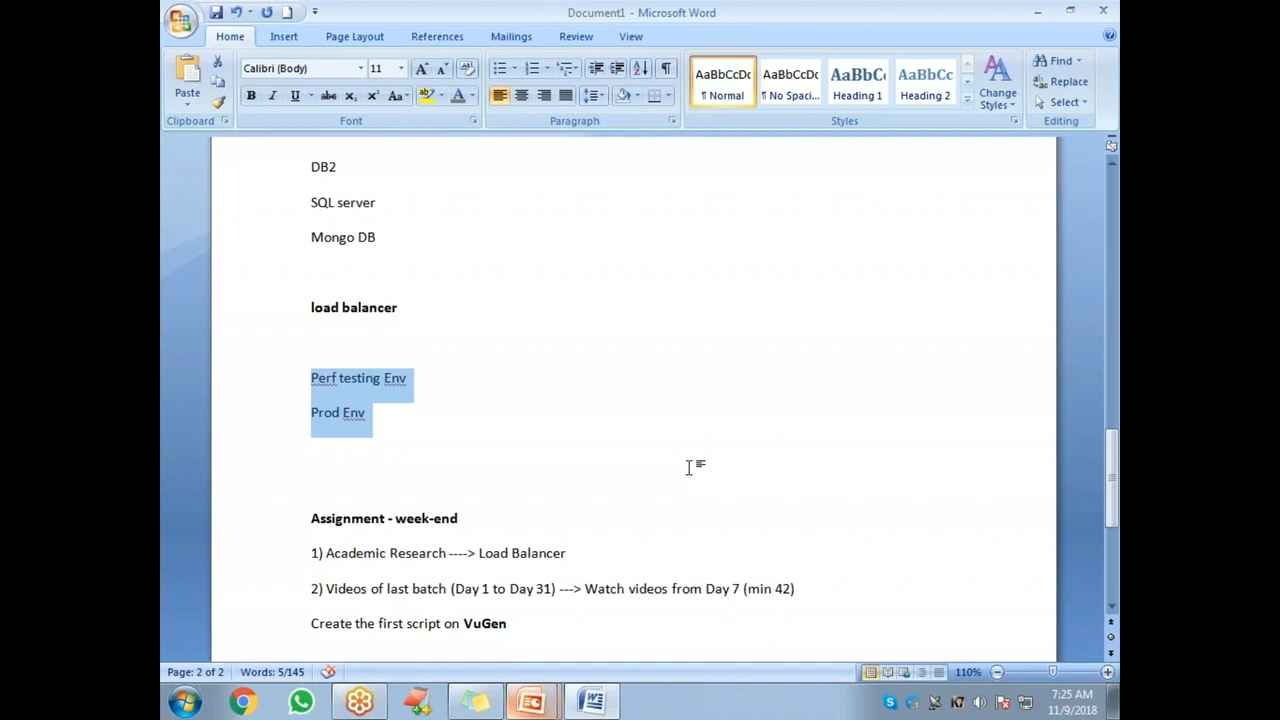 Document1 - Microsoft Word
Home Insert Page Layout References Mailings Review View
Paste
Clipboard
Calibri (Body) 11
Font
Paragraph
AaBbCcDc AaBbCcDc AaBbCc AaBbCc
¶ Normal ¶ No Spaci... Heading 1 Heading 2
Styles
Change Styles
Find
Replace
Select
Editing
DB2
SQL server
Mongo DB
load balancer
Perf testing Env
Prod Env
Assignment - week-end
1) Academic Research ----> Load Balancer
2) Videos of last batch (Day 1 to Day 31) ---> Watch videos from Day 7 (min 42)
Create the first script on VuGen
Page: 2 of 2 Words: 5/145 110%
7:25 AM
11/9/2018